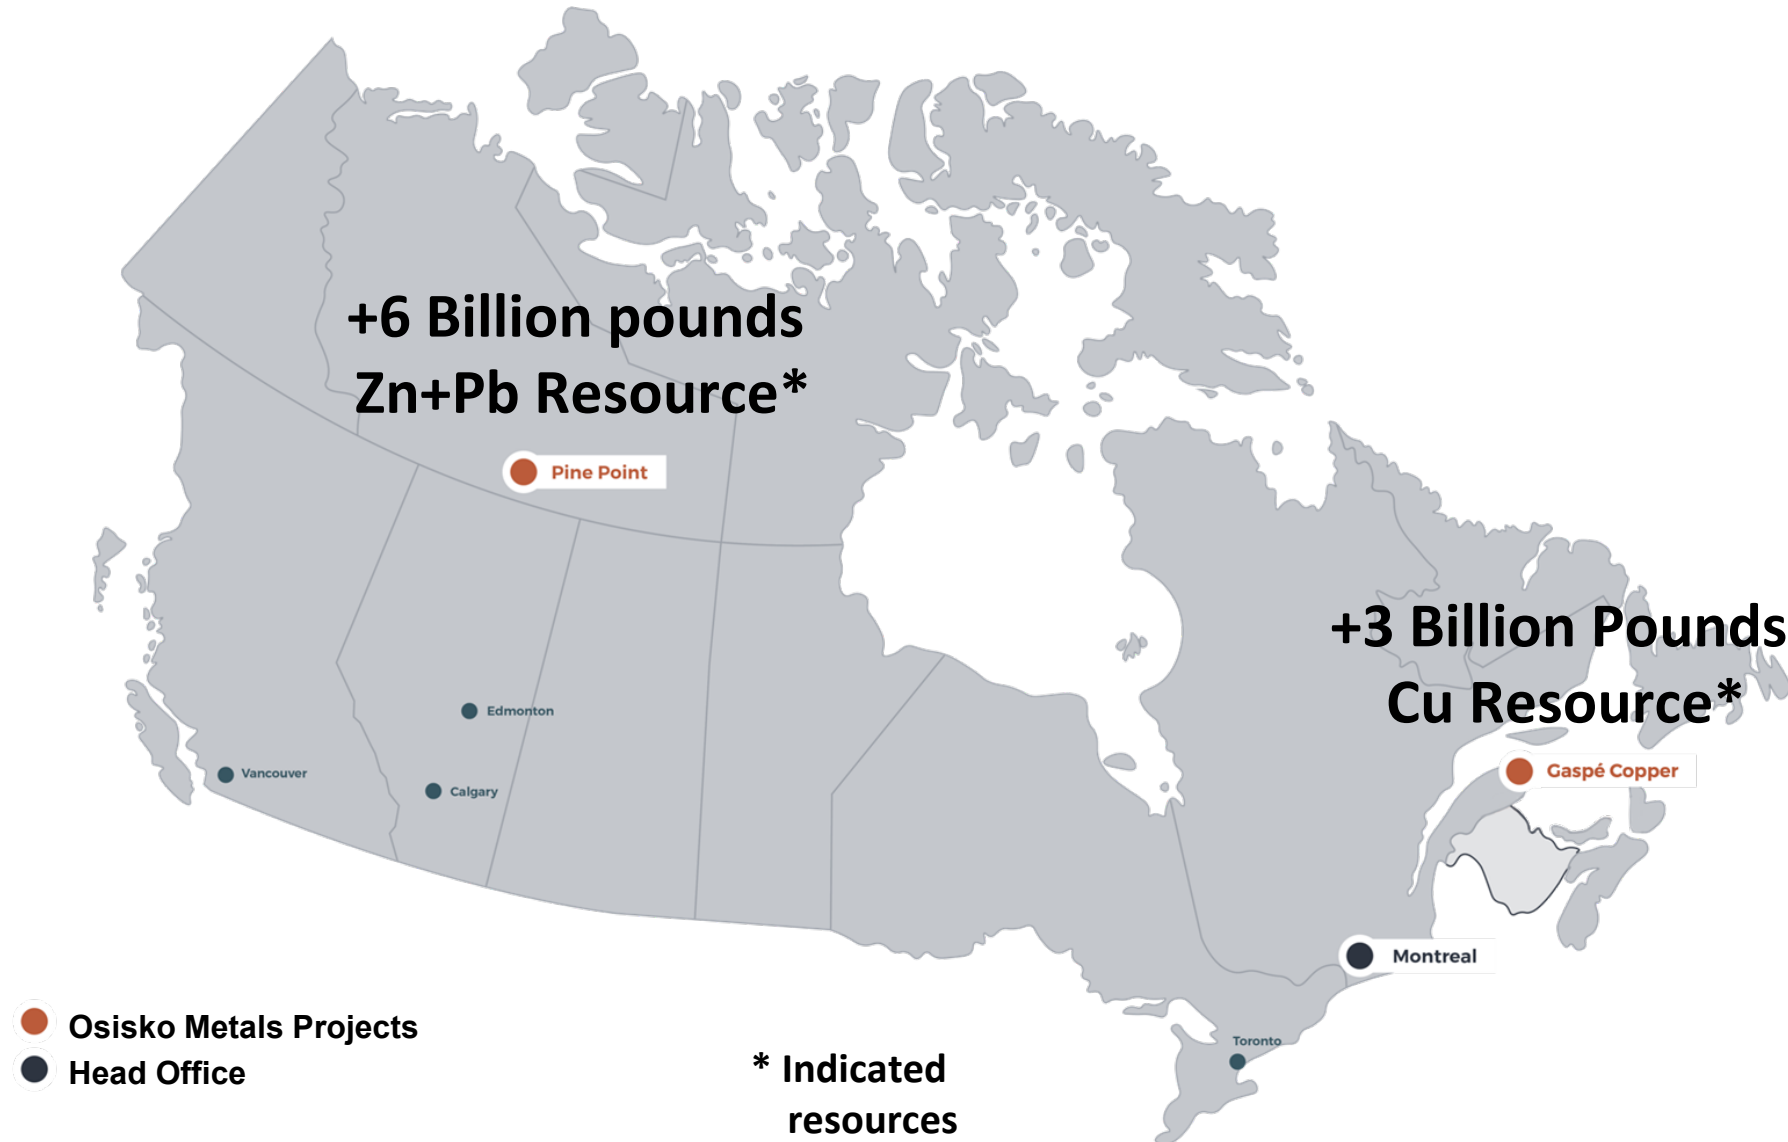 +6 Billion pounds
Zn+Pb Resource*
Pine Point
+3 Billion Pounds
Cu Resource*
Gaspé Copper
Edmonton
Vancouver
Calgary
Montreal
Toronto
Osisko Metals Projects
Head Office
* Indicated
resources